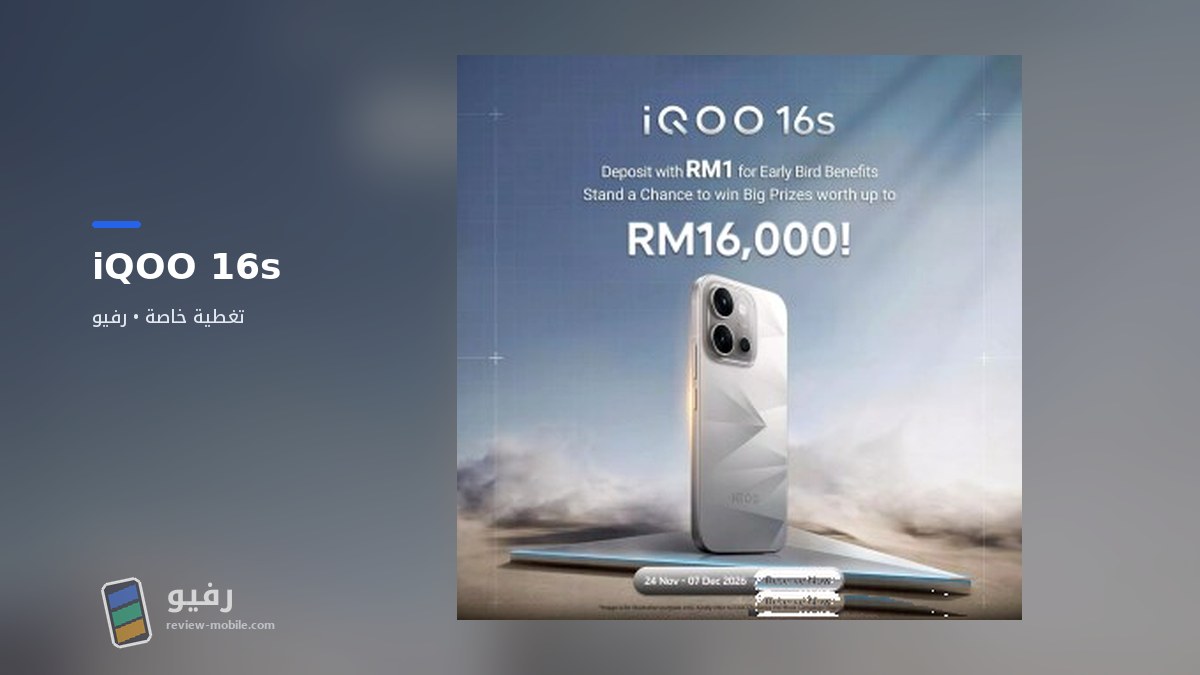 iQOO 16s
تغطية خاصة • رفيو
رفيو
review-mobile.com
iQOO 16s
Deposit with RM1 for Early Bird Benefits
Stand a Chance to win Big Prizes worth up to
RM16,000!
iQOO
24 Nov - 07 Dec 2026